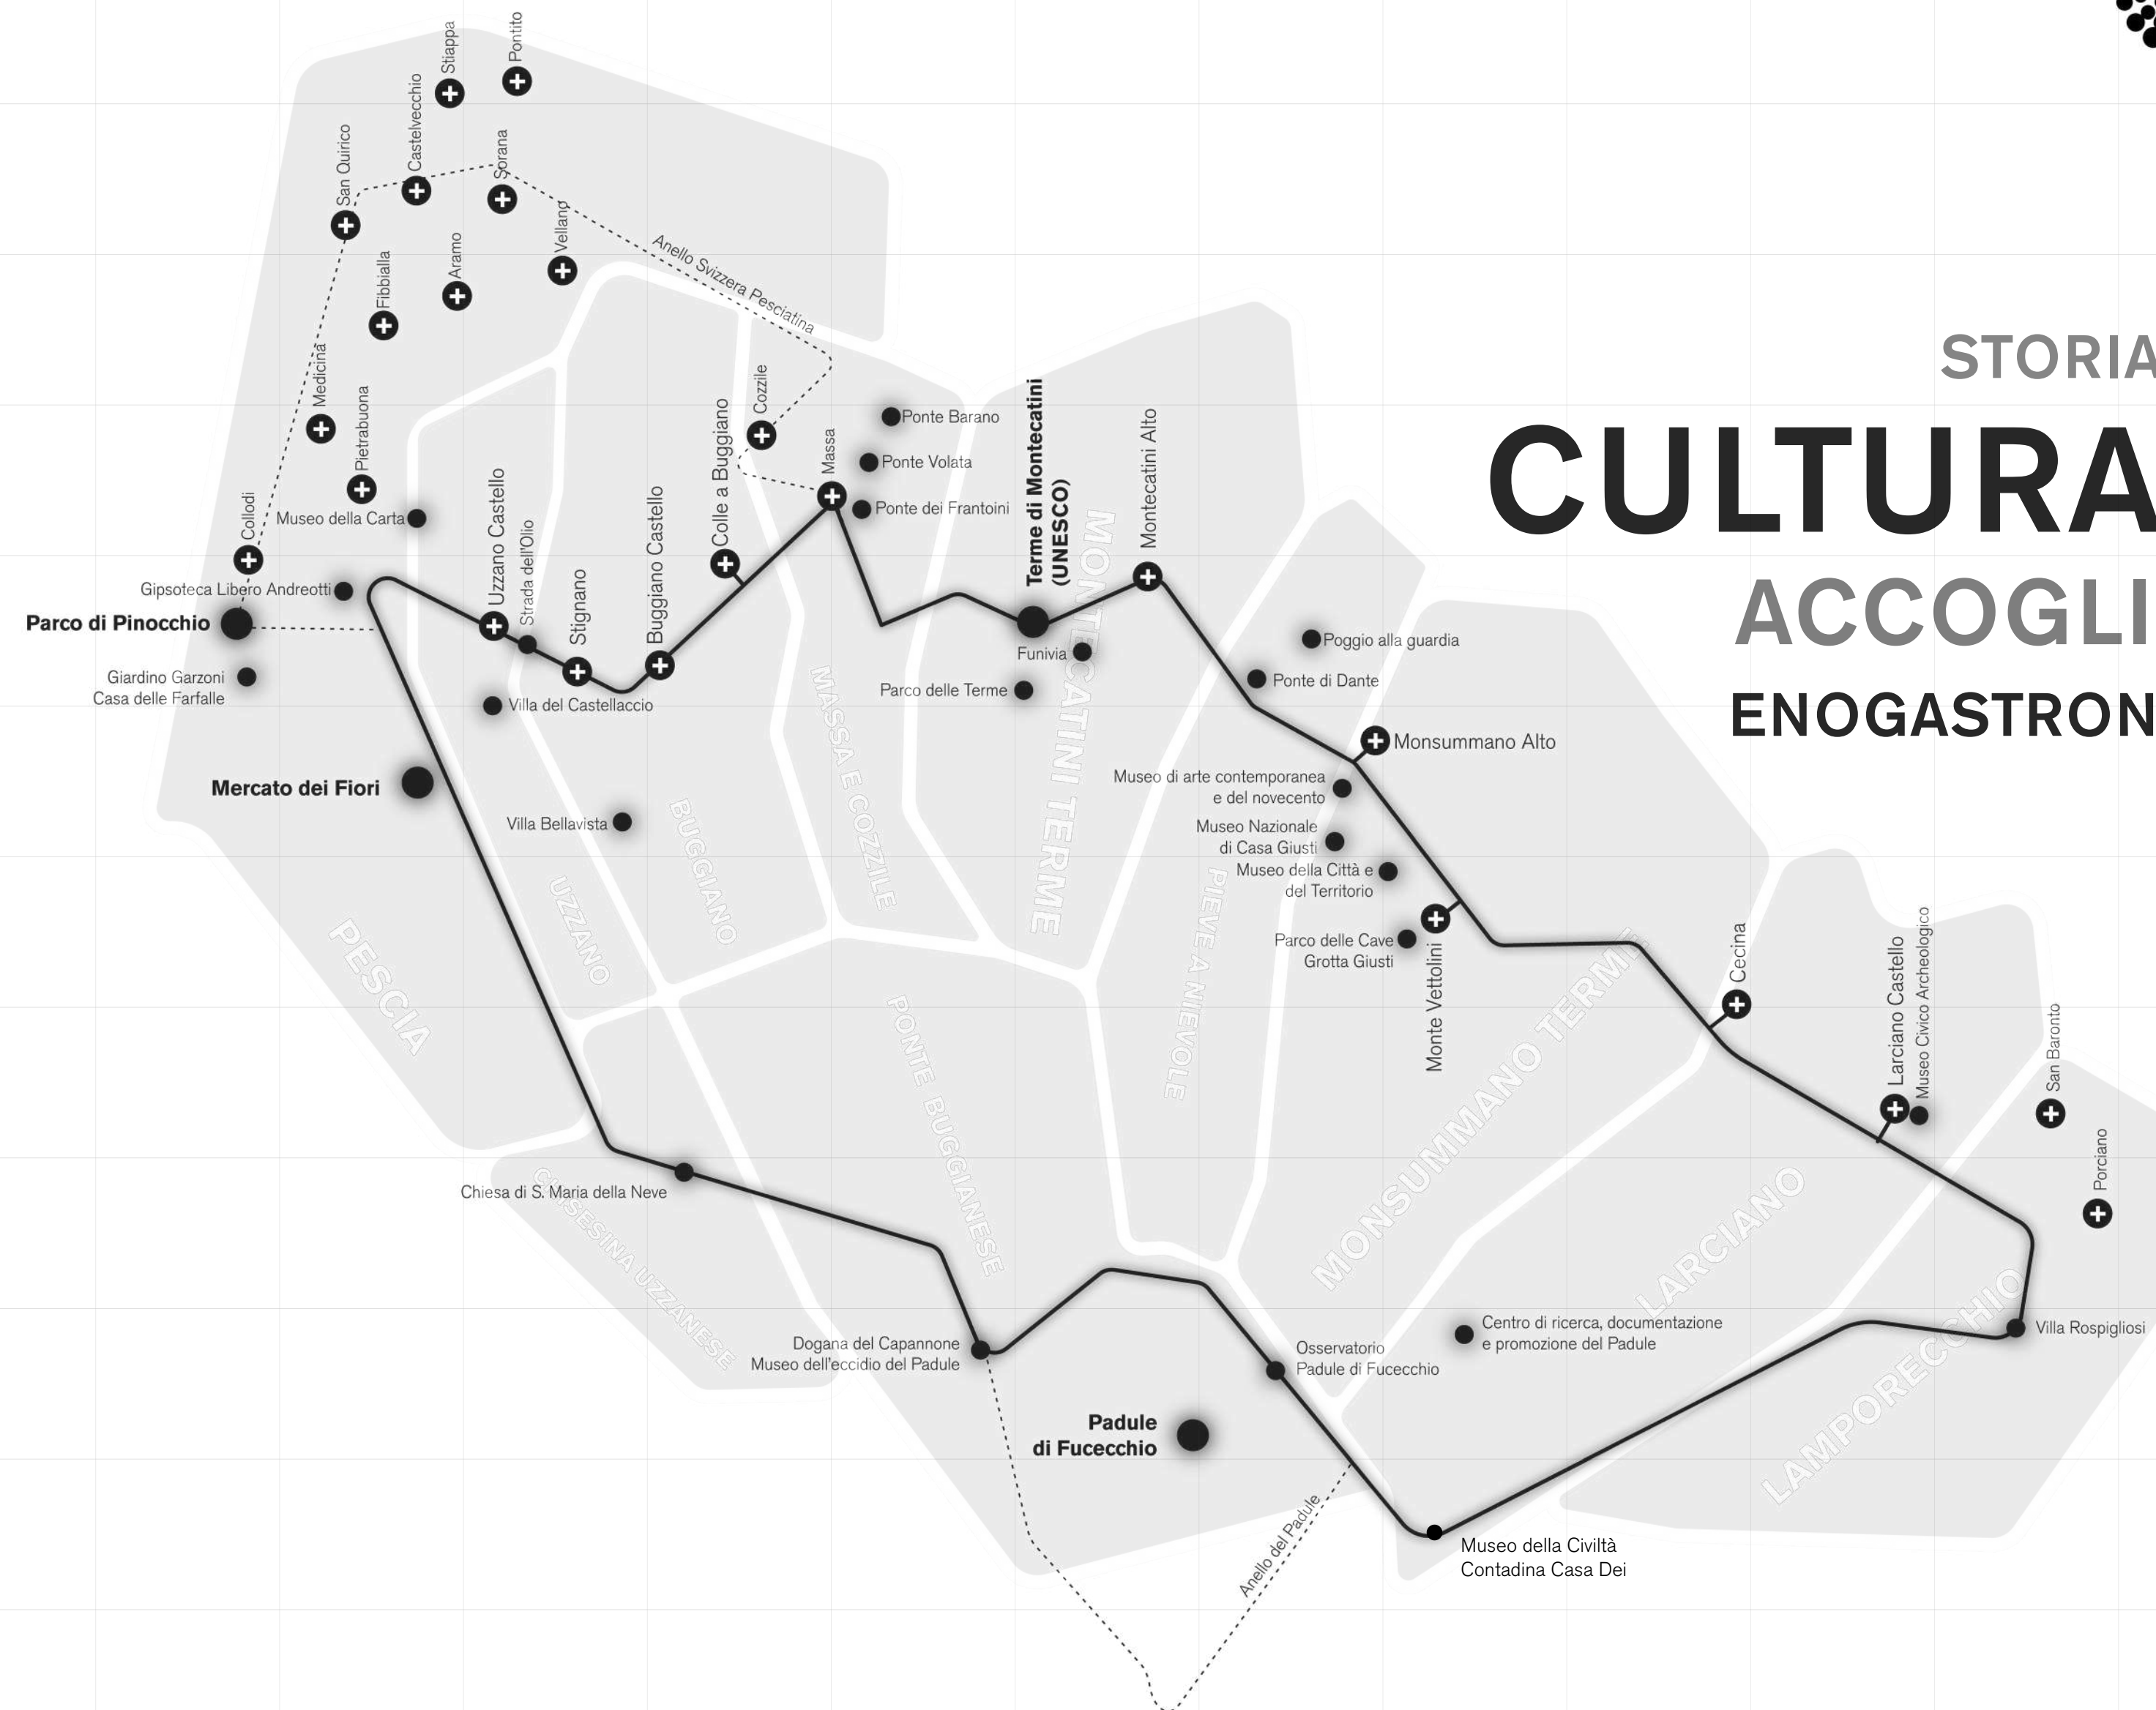 Stiappa
Pontito
Castelvecchio
San Quirico
Sorana
Vellano
Aramo
Fibbialla
Anello Svizzera Pesciatina
Medicina
Pietrabuona
Collodi
Museo della Carta
Gipsoteca Libero Andreotti
Parco di Pinocchio
Giardino Garzoni
Casa delle Farfalle
Mercato dei Fiori
Uzzano Castello
Strada dell'Olio
Stignano
Buggiano Castello
Colle a Buggiano
Cozzile
Massa
Ponte Barano
Ponte Volata
Ponte dei Frantoini
Villa del Castellaccio
Villa Bellavista
Terme di Montecatini
(UNESCO)
Montecatini Alto
Funivia
Parco delle Terme
Poggio alla guardia
Ponte di Dante
Monsummano Alto
Museo di arte contemporanea
e del novecento
Museo Nazionale
di Casa Giusti
Museo della Città e
del Territorio
Parco delle Cave
Grotta Giusti
Monte Vettolini
Cecina
Larciano Castello
Museo Civico Archeologico
San Baronto
Porciano
Villa Rospigliosi
PESCIA
UZZANO
BUGGIANO
MASSA E COZZILE
MONTECATINI TERME
PIEVE A NIEVOLE
PONTE BUGGIANESE
CHISESINA UZZANESE
MONSUMMANO TERME
LARCIANO
LAMPORECCHIO
Chiesa di S. Maria della Neve
Dogana del Capannone
Museo dell'eccidio del Padule
Padule
di Fucecchio
Osservatorio
Padule di Fucecchio
Centro di ricerca, documentazione
e promozione del Padule
Anello del Padule
Museo della Civiltà
Contadina Casa Dei
STORIA
CULTURA
ACCOGLI
ENOGASTRON